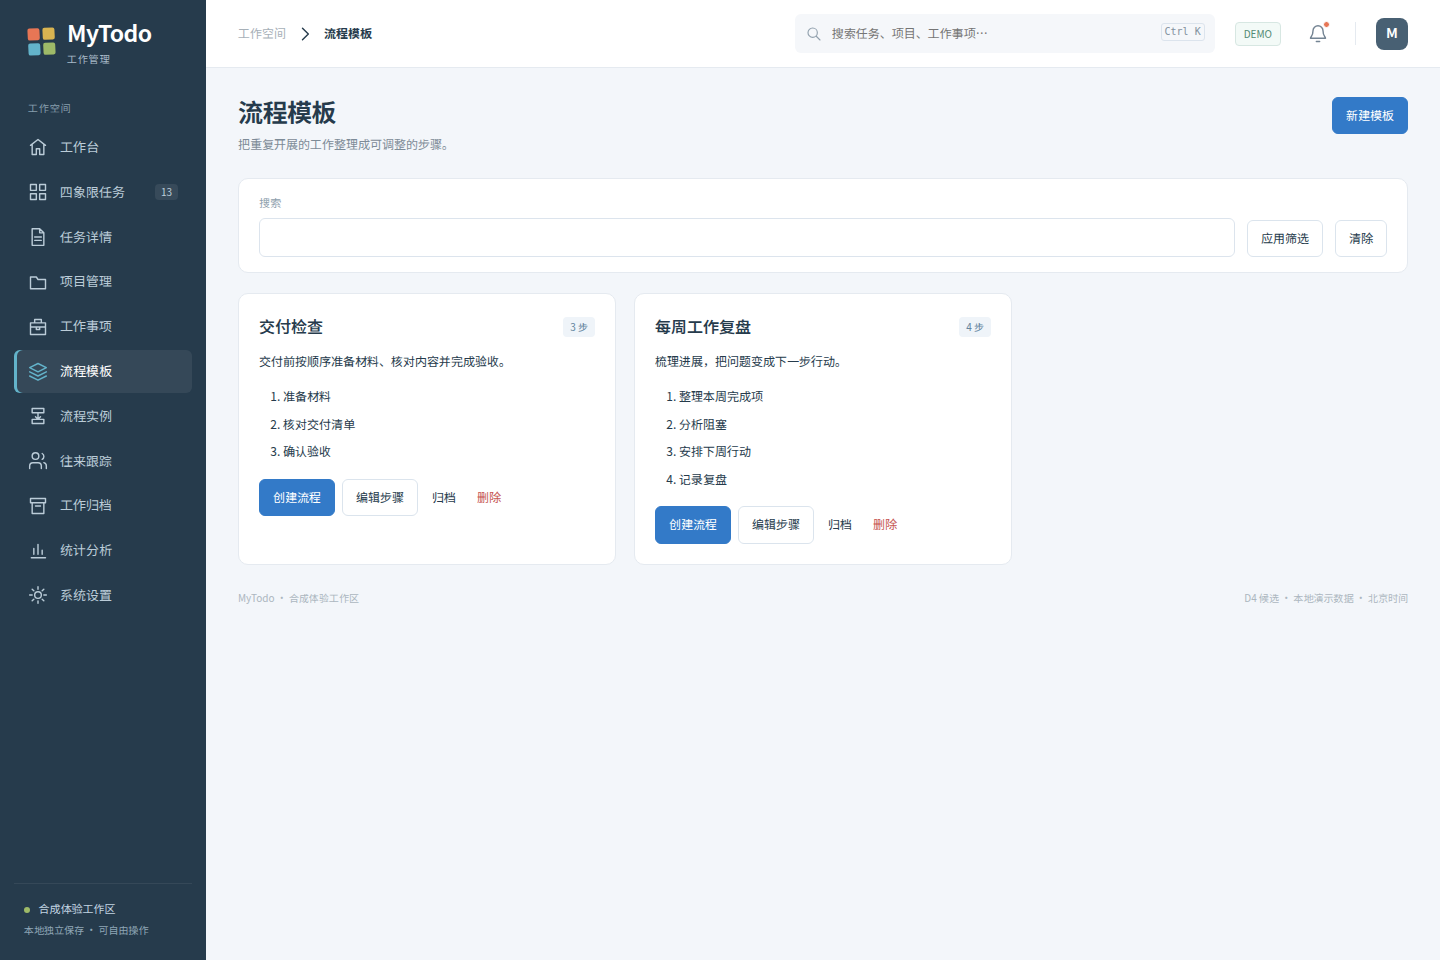 MyTodo
工作管理
工作空间
工作台
四象限任务 13
任务详情
项目管理
工作事项
流程模板
流程实例
往来跟踪
工作归档
统计分析
系统设置
合成体验工作区
本地独立保存 · 可自由操作
工作空间 流程模板
搜索任务、项目、工作事项… Ctrl K
DEMO
M
流程模板
把重复开展的工作整理成可调整的步骤。
新建模板
搜索
应用筛选 清除
交付检查 3 步
交付前按顺序准备材料、核对内容并完成验收。
1. 准备材料
2. 核对交付清单
3. 确认验收
创建流程 编辑步骤 归档 删除
每周工作复盘 4 步
梳理进展，把问题变成下一步行动。
1. 整理本周完成项
2. 分析阻塞
3. 安排下周行动
4. 记录复盘
创建流程 编辑步骤 归档 删除
MyTodo · 合成体验工作区
D4 候选 · 本地演示数据 · 北京时间